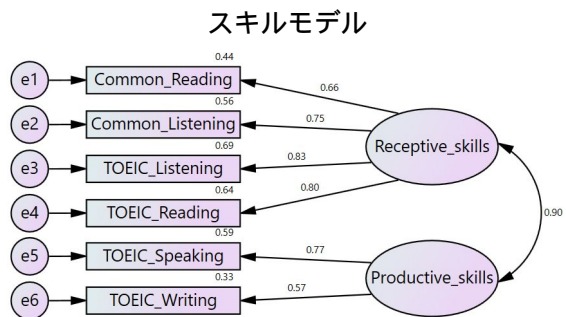 スキルモデル
0.44
e1 Common_Reading 0.66
0.56
e2 Common_Listening 0.75
Receptive_skills
0.69
e3 TOEIC_Listening 0.83
0.64
e4 TOEIC_Reading 0.80
0.90
0.59
e5 TOEIC_Speaking 0.77
Productive_skills
0.33
e6 TOEIC_Writing 0.57